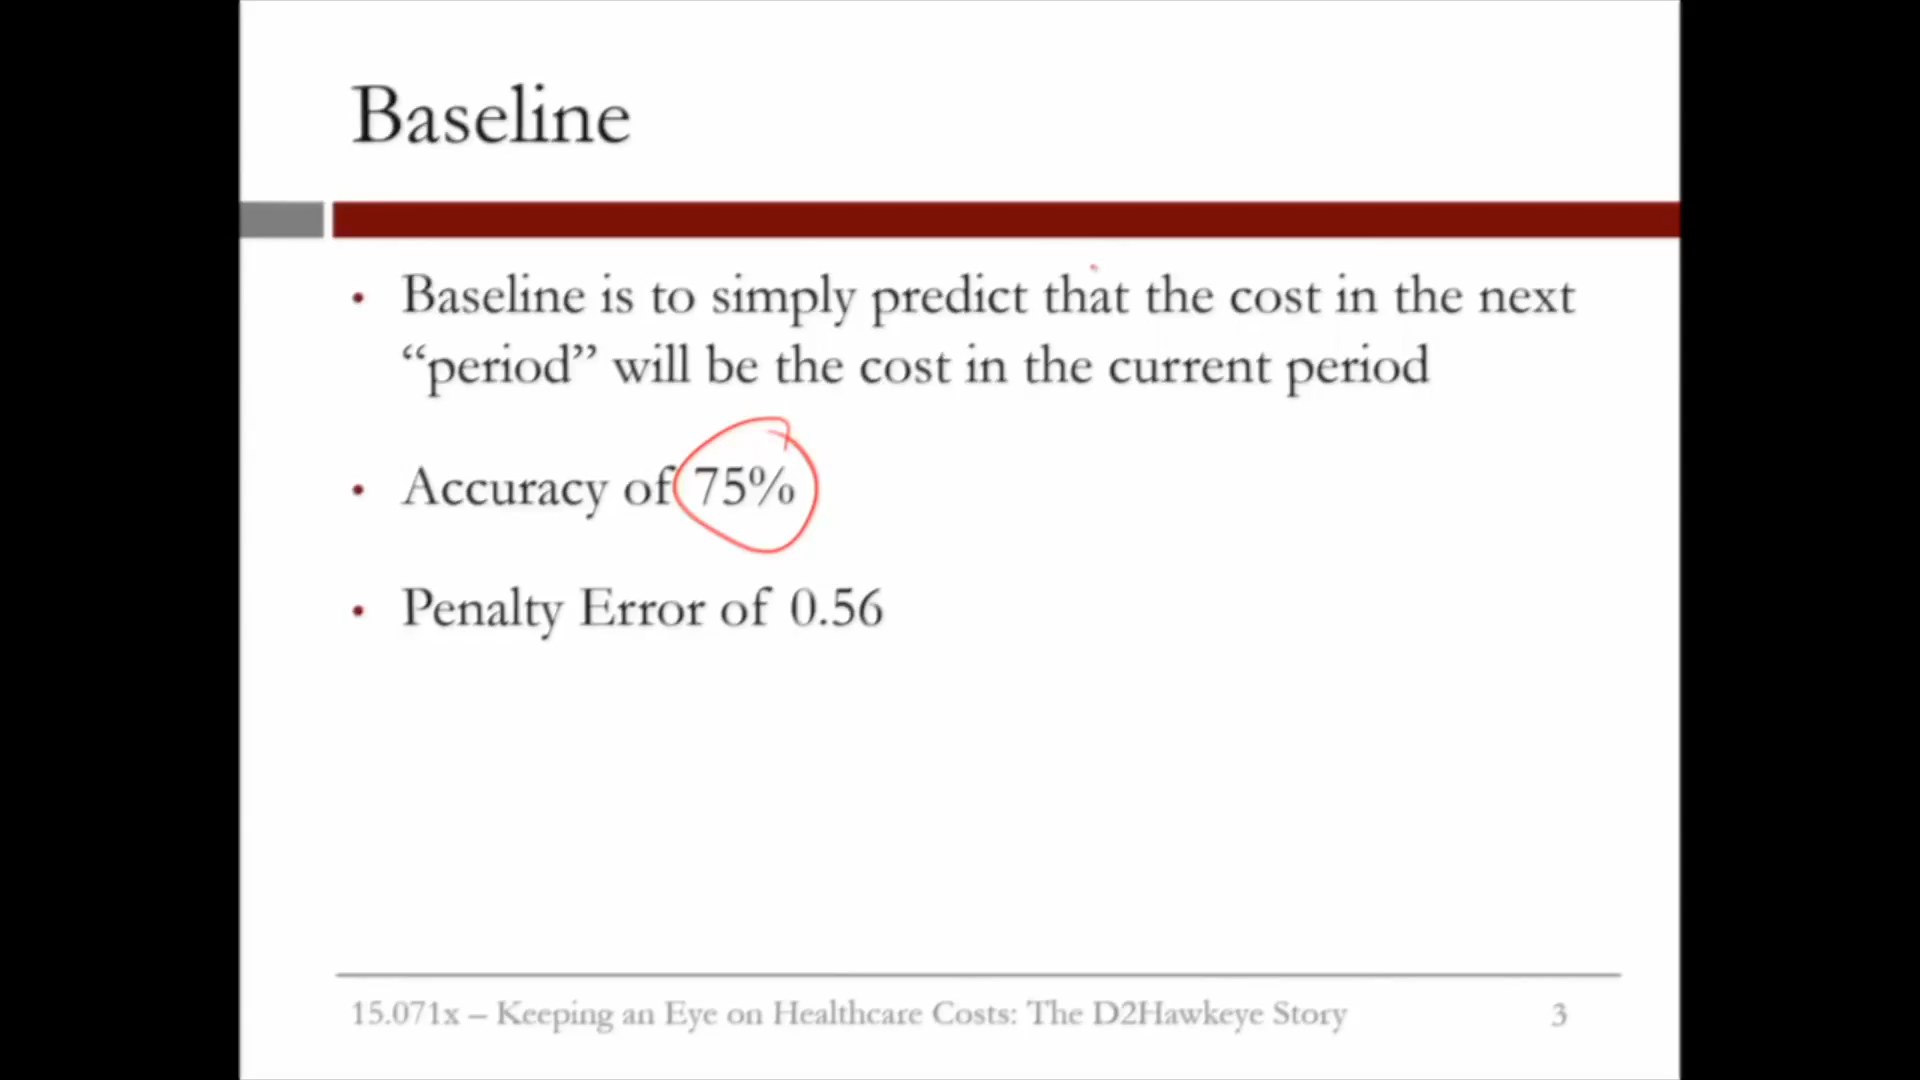 Baseline
• Baseline is to simply predict that the cost in the next
“period” will be the cost in the current period
• Accuracy of 75%
• Penalty Error of 0.56
15.071x – Keeping an Eye on Healthcare Costs: The D2Hawkeye Story 3